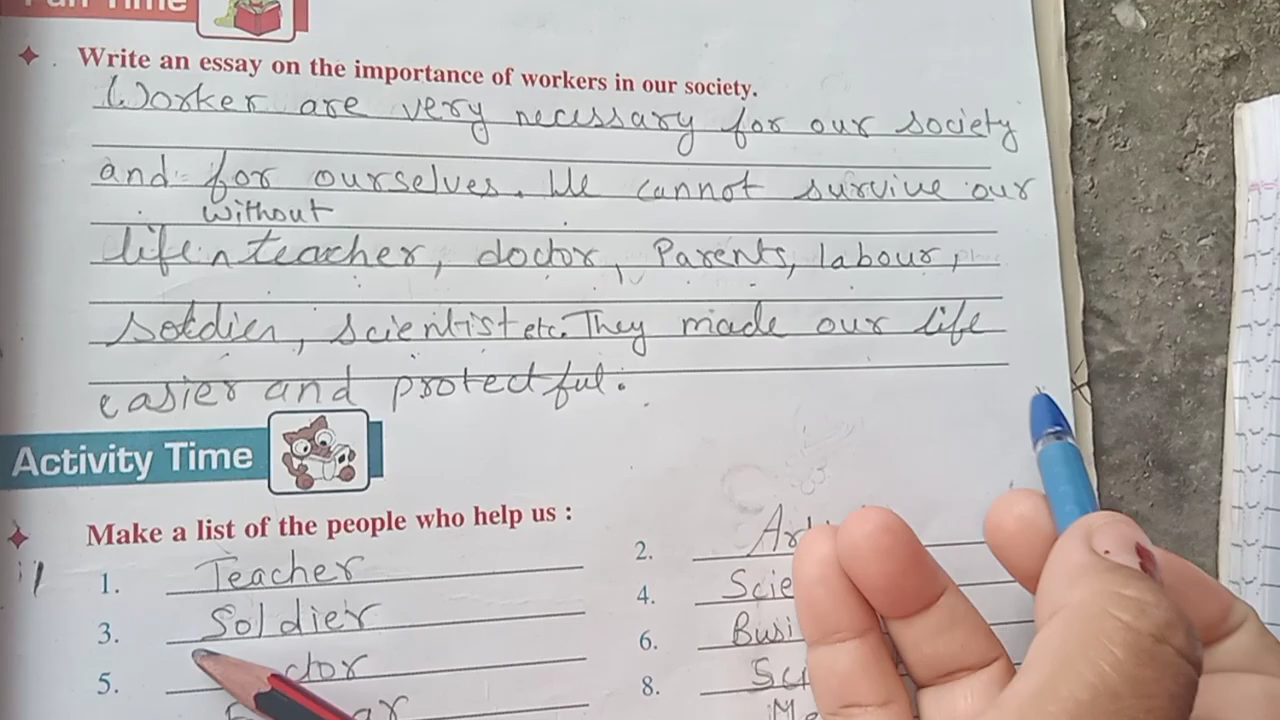 Fun Time
Write an essay on the importance of workers in our society.
Worker are very necessary for our society
and for ourselves. We cannot survive our
without
life ^ teacher, doctor, Parents, labour,
soldier, scientist etc. They made our life
easier and protectful.
Activity Time
Make a list of the people who help us :
1. Teacher
2.
3. Soldier
4.
5.
6.
8.